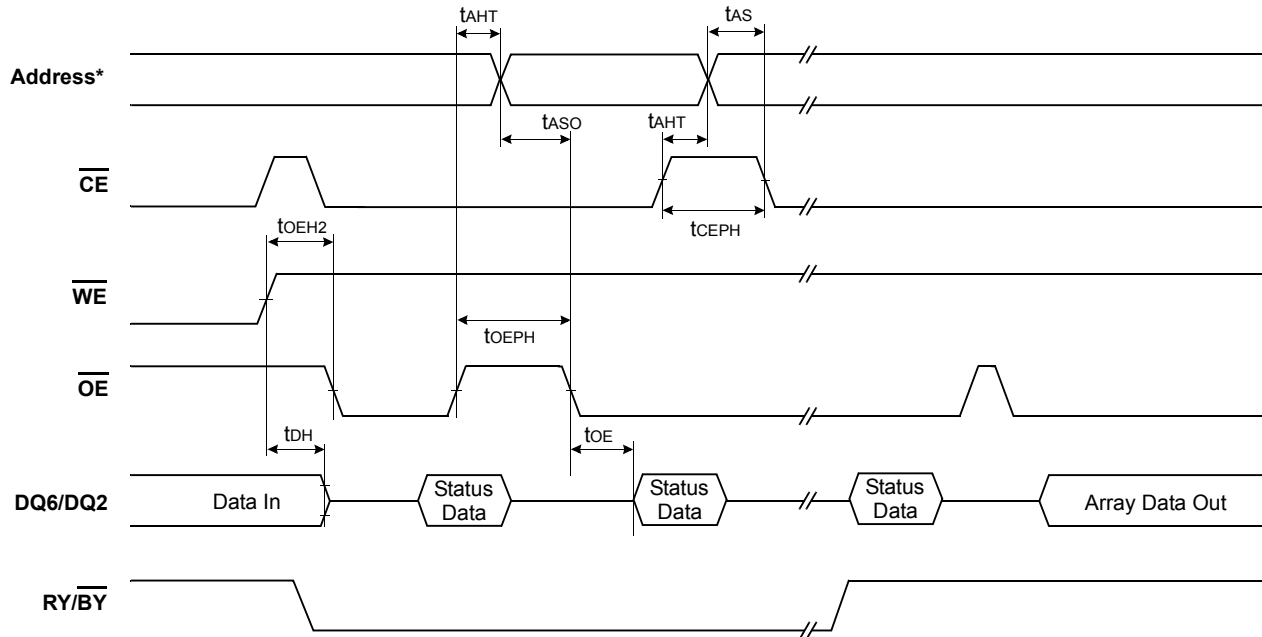 tAHT tAS
Address*
tASO tAHT
CE
tOEH2 tCEPH
WE
tOEPH
OE
tDH tOE
DQ6/DQ2 Data In Status Data Status Data Status Data Array Data Out
RY/BY